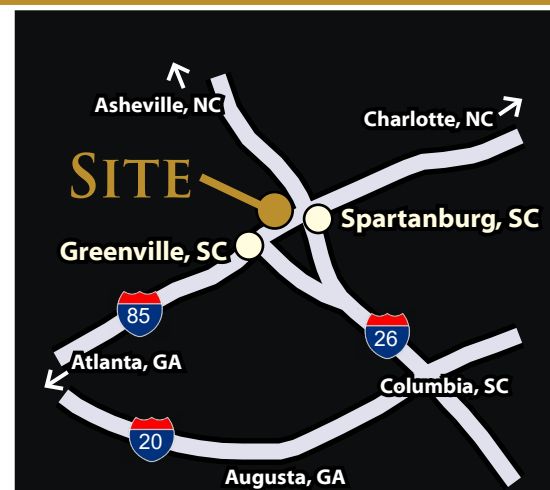 Asheville, NC
Charlotte, NC
SITE
Spartanburg, SC
Greenville, SC
85
26
Atlanta, GA
Columbia, SC
20
Augusta, GA